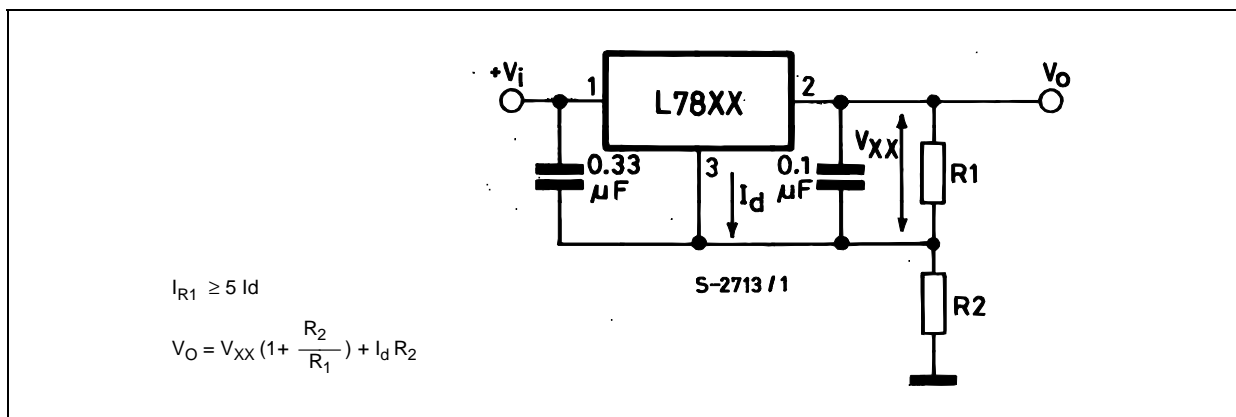 +Vi
1
L78XX
2
VO
0.33
μF
3
Id
0.1
μF
VXX
R1
S-2713/1
R2
IR1 ≥ 5 Id
VO = VXX (1+ R2/R1) + Id R2